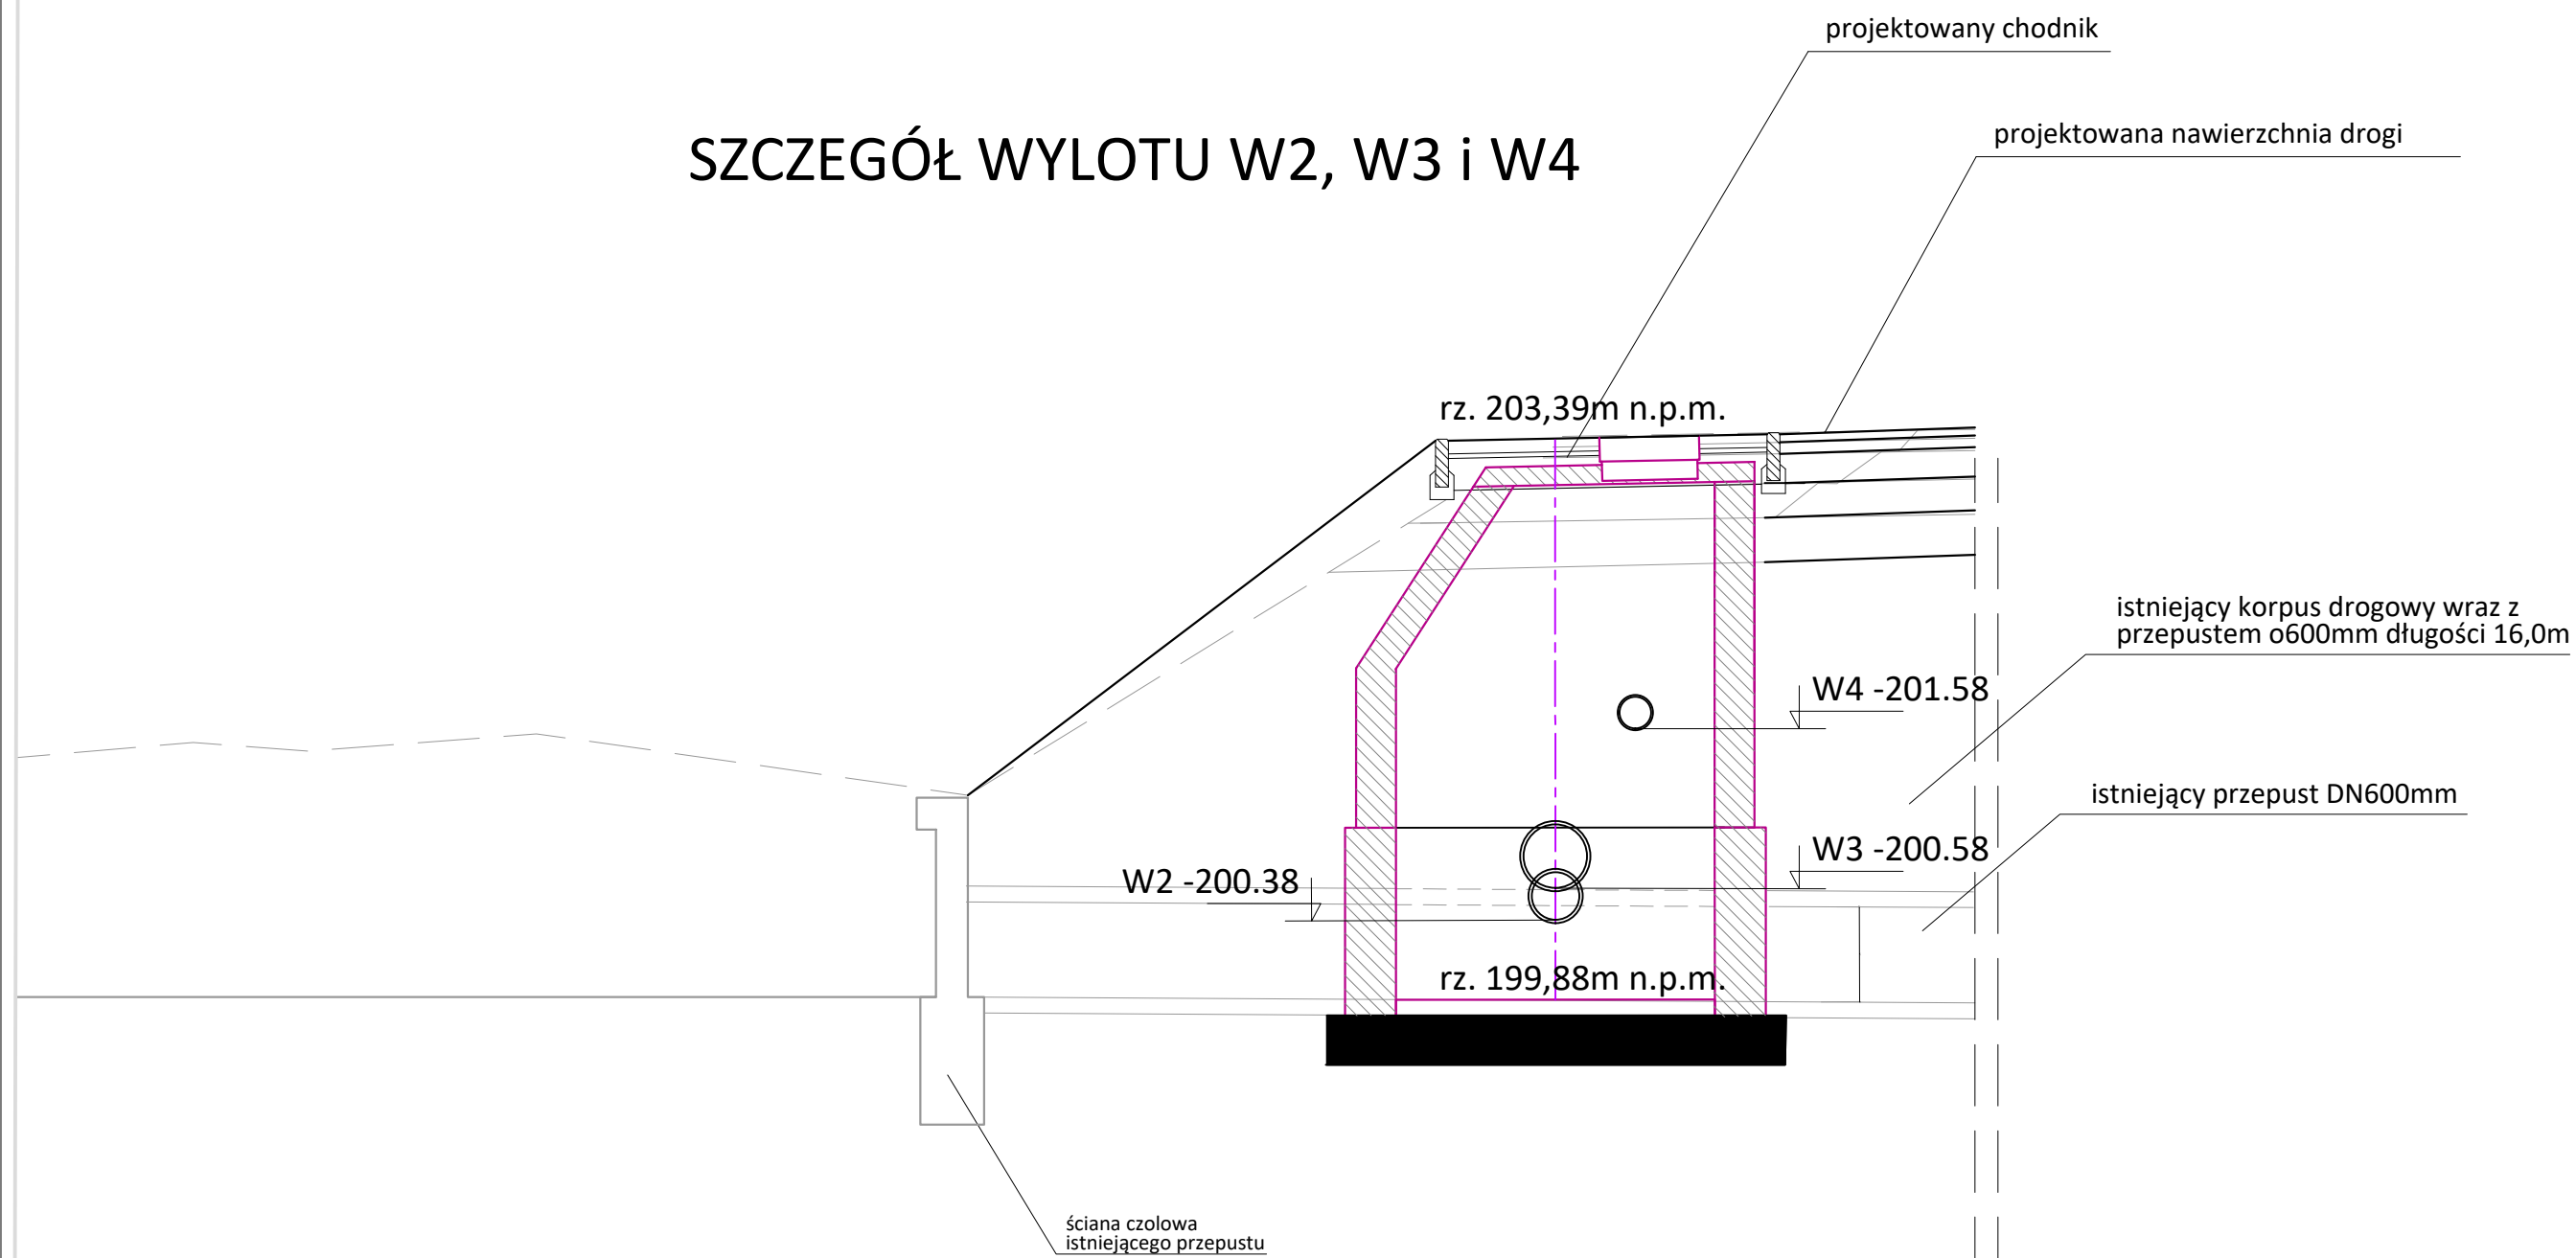 projektowany chodnik
projektowana nawierzchnia drogi
SZCZEGÓŁ WYLOTU W2, W3 i W4
rz. 203,39m n.p.m.
istniejący korpus drogowy wraz z
przepustem o600mm długości 16,0m
W4 -201.58
istniejący przepust DN600mm
W3 -200.58
W2 -200.38
rz. 199,88m n.p.m.
ściana czolowa
istniejącego przepustu